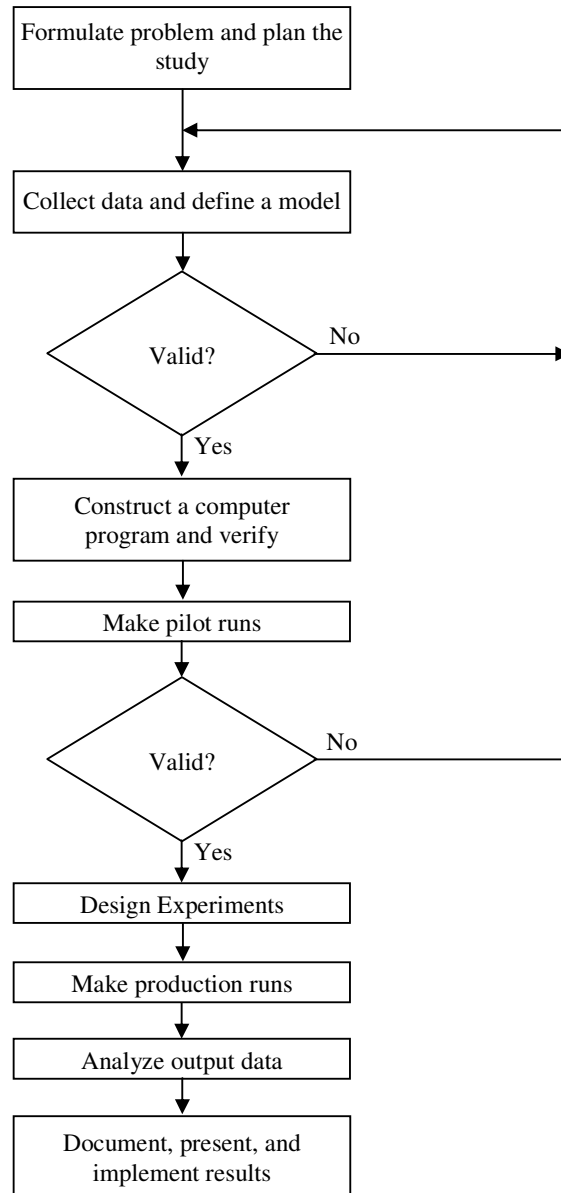 Formulate problem and plan the
study
Collect data and define a model
Valid?
No
Yes
Construct a computer
program and verify
Make pilot runs
Valid?
No
Yes
Design Experiments
Make production runs
Analyze output data
Document, present, and
implement results